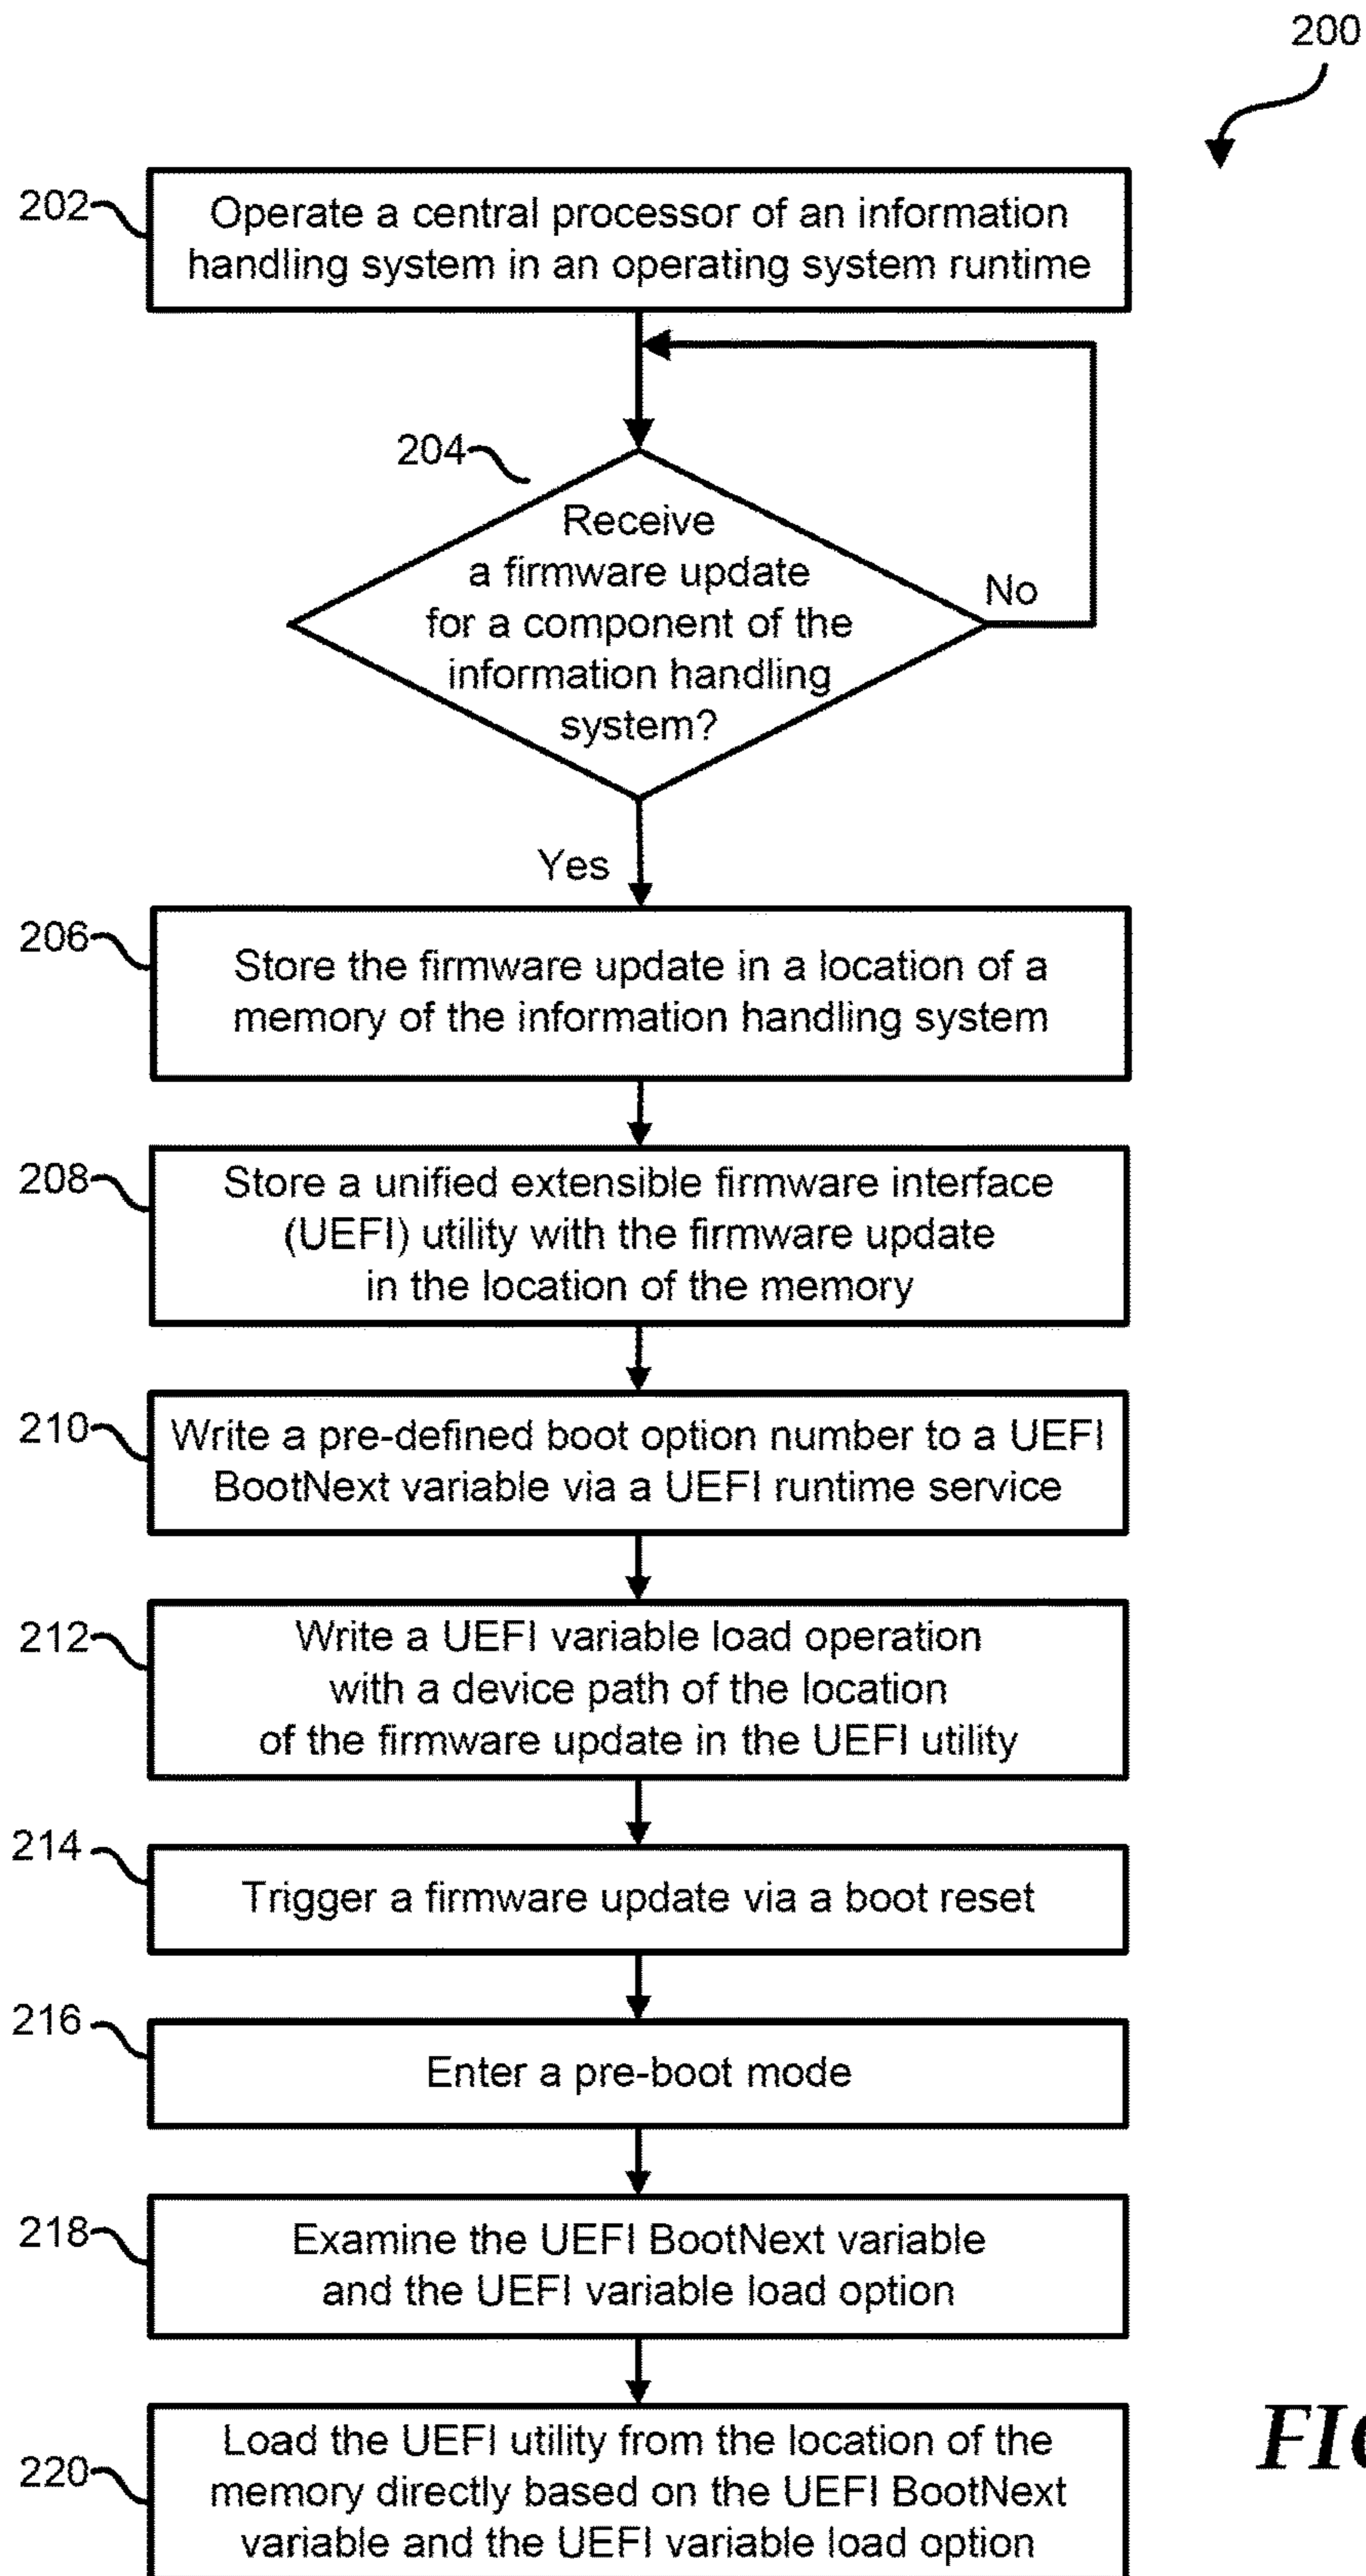 200
202
Operate a central processor of an information
handling system in an operating system runtime
204
Receive
a firmware update
for a component of the
information handling
system?
No
Yes
206
Store the firmware update in a location of a
memory of the information handling system
208
Store a unified extensible firmware interface
(UEFI) utility with the firmware update
in the location of the memory
210
Write a pre-defined boot option number to a UEFI
BootNext variable via a UEFI runtime service
212
Write a UEFI variable load operation
with a device path of the location
of the firmware update in the UEFI utility
214
Trigger a firmware update via a boot reset
216
Enter a pre-boot mode
218
Examine the UEFI BootNext variable
and the UEFI variable load option
220
Load the UEFI utility from the location of the
memory directly based on the UEFI BootNext
variable and the UEFI variable load option